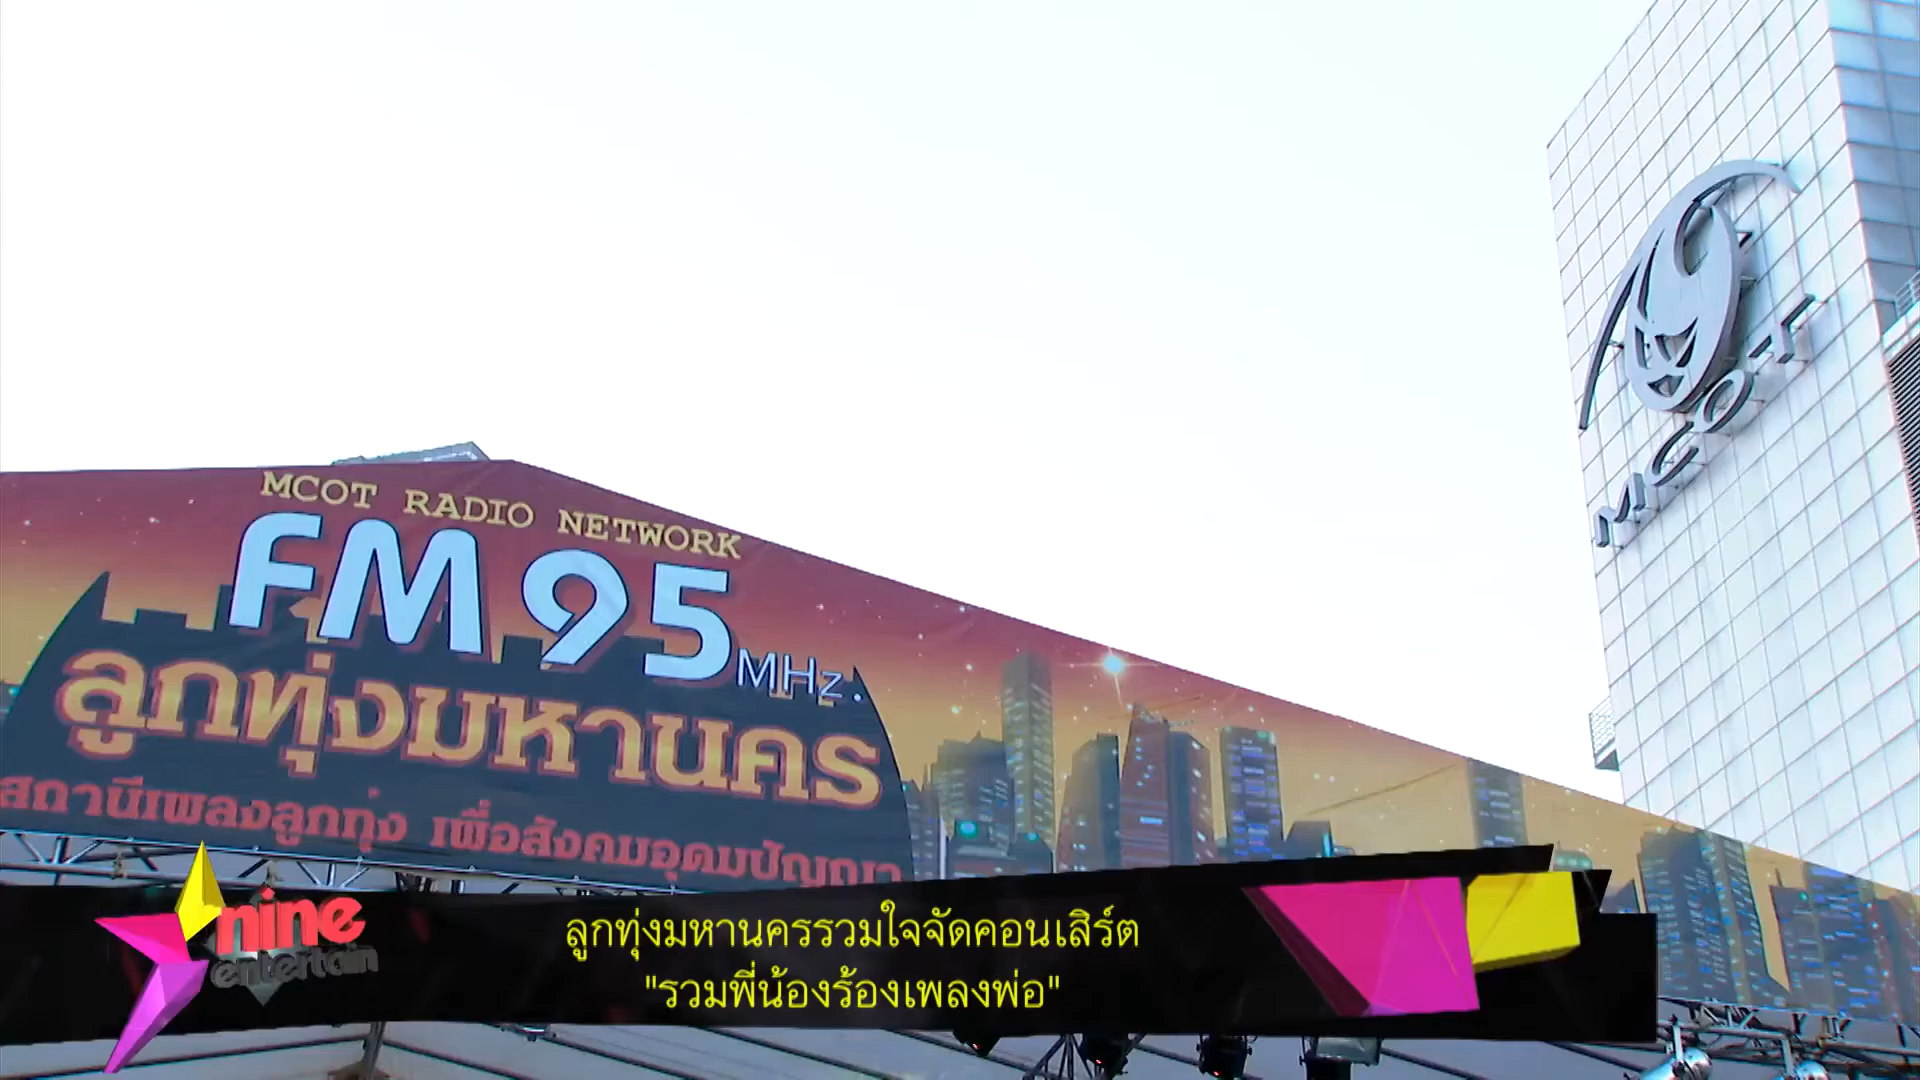 MCOT
MCOT RADIO NETWORK
FM 95 MHz.
ลูกทุ่งมหานคร
สถานีเพลงลูกทุ่ง เพื่อสังคมอุดมปัญญา
nine
entertain
ลูกทุ่งมหานครรวมใจจัดคอนเสิร์ต
"รวมพี่น้องร้องเพลงพ่อ"